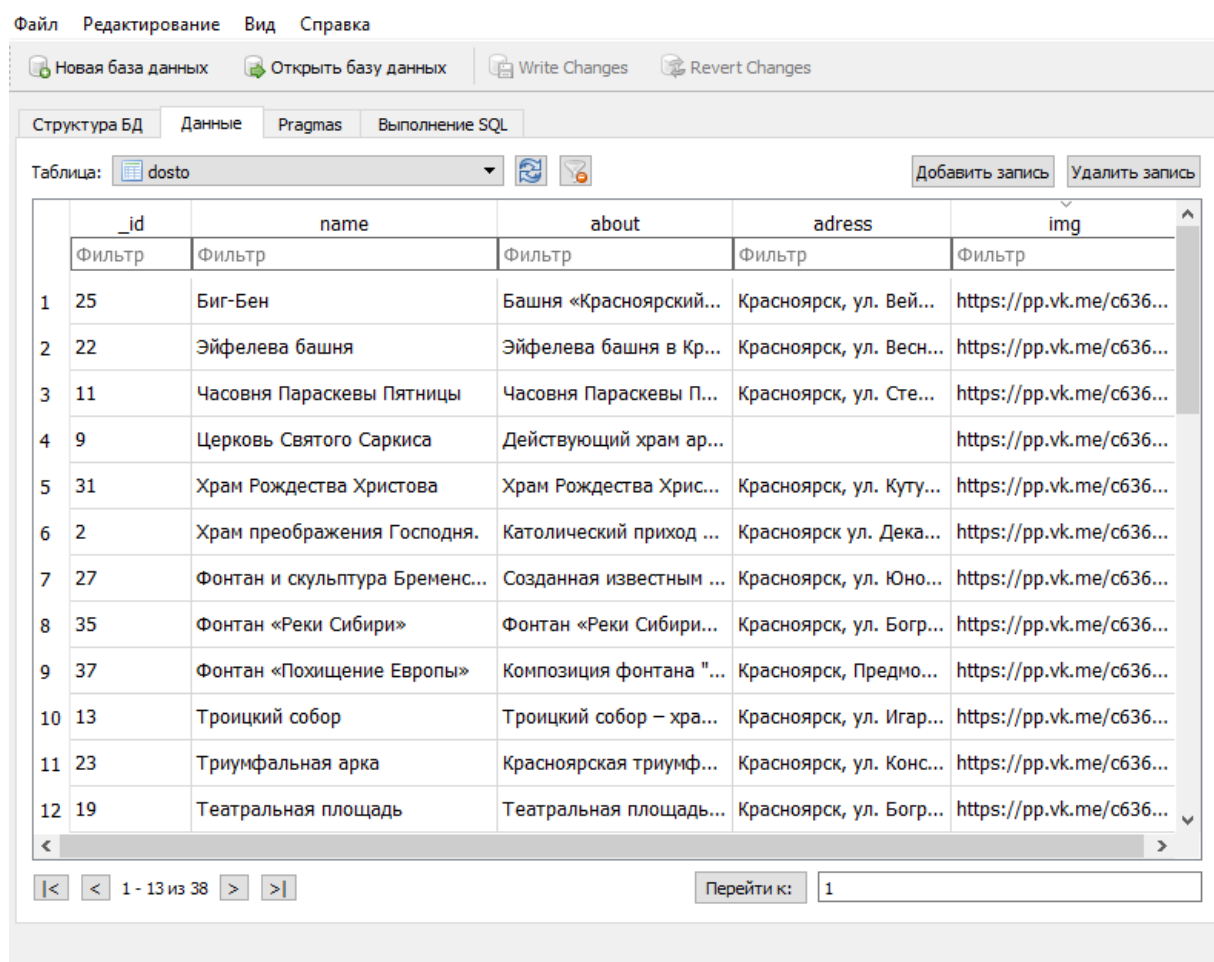 Файл Редактирование Вид Справка
Новая база данных Открыть базу данных Write Changes Revert Changes
Структура БД Данные Pragmas Выполнение SQL
Таблица: dosto Добавить запись Удалить запись
_id name about adress img
Фильтр Фильтр Фильтр Фильтр Фильтр
1 25 Биг-Бен Башня «Красноярский... Красноярск, ул. Вей... https://pp.vk.me/c636...
2 22 Эйфелева башня Эйфелева башня в Кр... Красноярск, ул. Весн... https://pp.vk.me/c636...
3 11 Часовня Параскевы Пятницы Часовня Параскевы П... Красноярск, ул. Сте... https://pp.vk.me/c636...
4 9 Церковь Святого Саркиса Действующий храм ар... https://pp.vk.me/c636...
5 31 Храм Рождества Христова Храм Рождества Хрис... Красноярск, ул. Куту... https://pp.vk.me/c636...
6 2 Храм преображения Господня. Католический приход ... Красноярск ул. Дека... https://pp.vk.me/c636...
7 27 Фонтан и скульптура Бременс... Созданная известным ... Красноярск, ул. Юно... https://pp.vk.me/c636...
8 35 Фонтан «Реки Сибири» Фонтан «Реки Сибири... Красноярск, ул. Богр... https://pp.vk.me/c636...
9 37 Фонтан «Похищение Европы» Композиция фонтана "... Красноярск, Предмо... https://pp.vk.me/c636...
10 13 Троицкий собор Троицкий собор – хра... Красноярск, ул. Игар... https://pp.vk.me/c636...
11 23 Триумфальная арка Красноярская триумф... Красноярск, ул. Конс... https://pp.vk.me/c636...
12 19 Театральная площадь Театральная площадь... Красноярск, ул. Богр... https://pp.vk.me/c636...
|< < 1 - 13 из 38 > >| Перейти к: 1